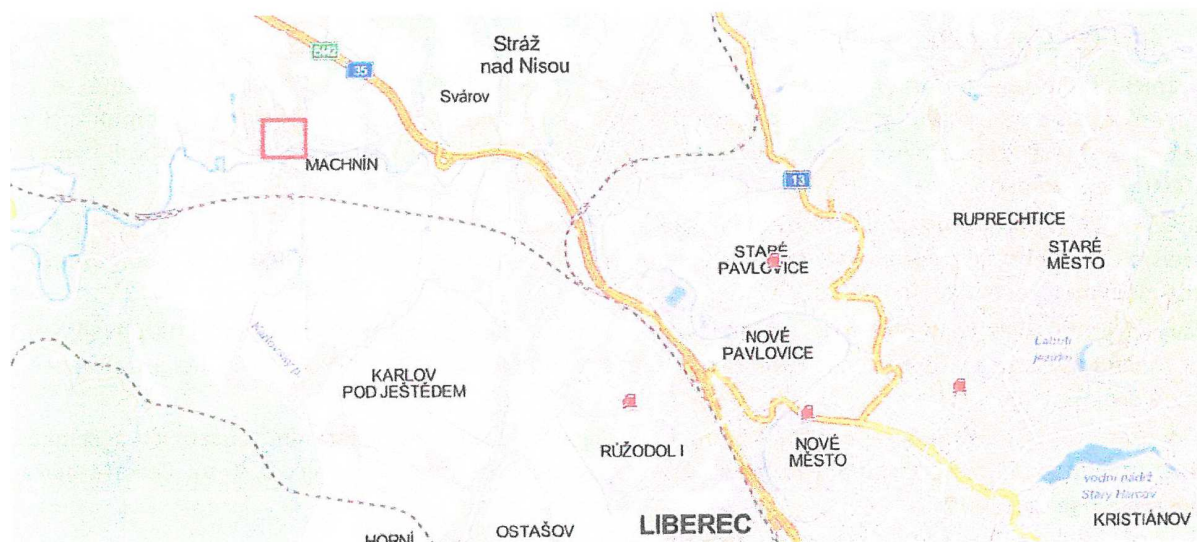 Stráž
nad Nisou
E442
35
Svárov
MACHNÍN
13
RUPRECHTICE
STARÉ
MĚSTO
STARÉ
PAVLOVICE
NOVÉ
PAVLOVICE
KARLOV
POD JEŠTĚDEM
RŮŽODOL I
NOVÉ
MĚSTO
vodní nádrž
Starý Harcov
KRISTIÁNOV
LIBEREC
OSTAŠOV
HORNÍ